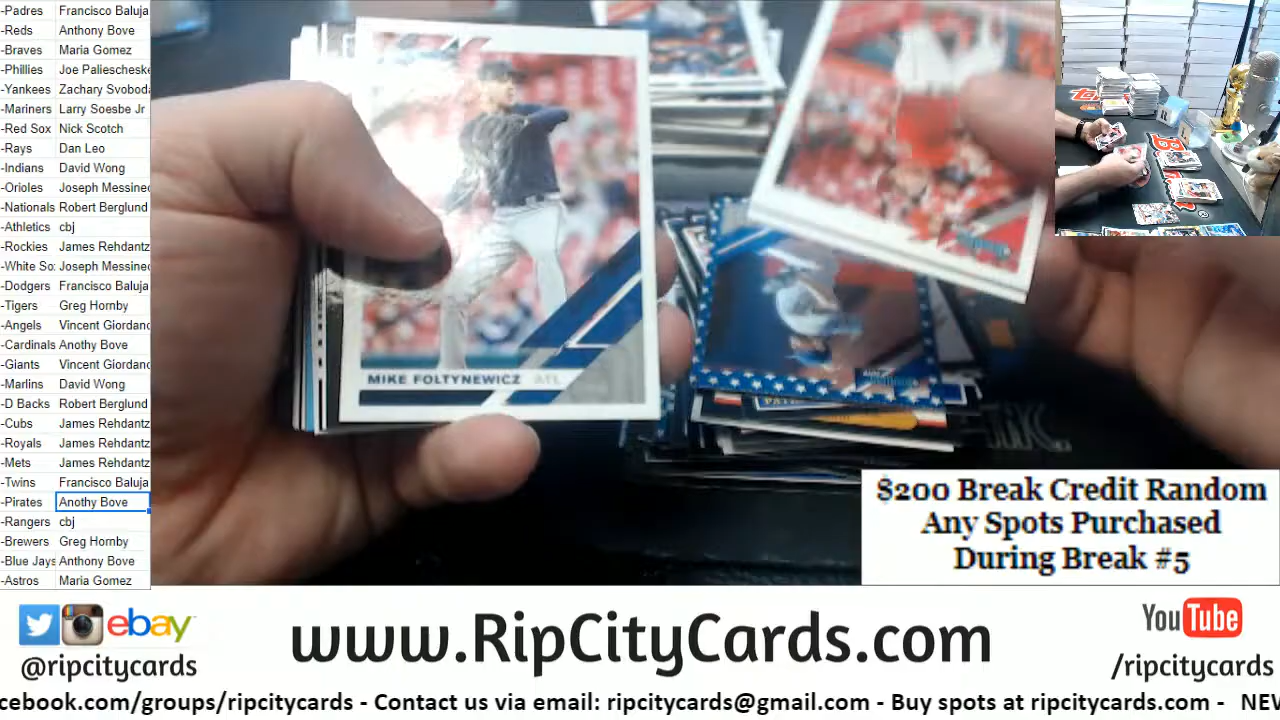 -Padres Francisco Baluja
-Reds Anthony Bove
-Braves Maria Gomez
-Phillies Joe Paliescheske
-Yankees Zachary Svoboda
-Mariners Larry Soesbe Jr
-Red Sox Nick Scotch
-Rays Dan Leo
-Indians David Wong
-Orioles Joseph Messineo
-Nationals Robert Berglund
-Athletics cbj
-Rockies James Rehdantz
-White Sox Joseph Messineo
-Dodgers Francisco Baluja
-Tigers Greg Hornby
-Angels Vincent Giordano
-Cardinals Anothy Bove
-Giants Vincent Giordano
-Marlins David Wong
-D Backs Robert Berglund
-Cubs James Rehdantz
-Royals James Rehdantz
-Mets James Rehdantz
-Twins Francisco Baluja
-Pirates Anothy Bove
-Rangers cbj
-Brewers Greg Hornby
-Blue Jays Anthony Bove
-Astros Maria Gomez
MIKE FOLTYNEWICZ ATL
$200 Break Credit Random
Any Spots Purchased
During Break #5
ebay
@ripcitycards
www.RipCityCards.com
YouTube
/ripcitycards
cebook.com/groups/ripcitycards - Contact us via email: ripcitycards@gmail.com - Buy spots at ripcitycards.com - NEV